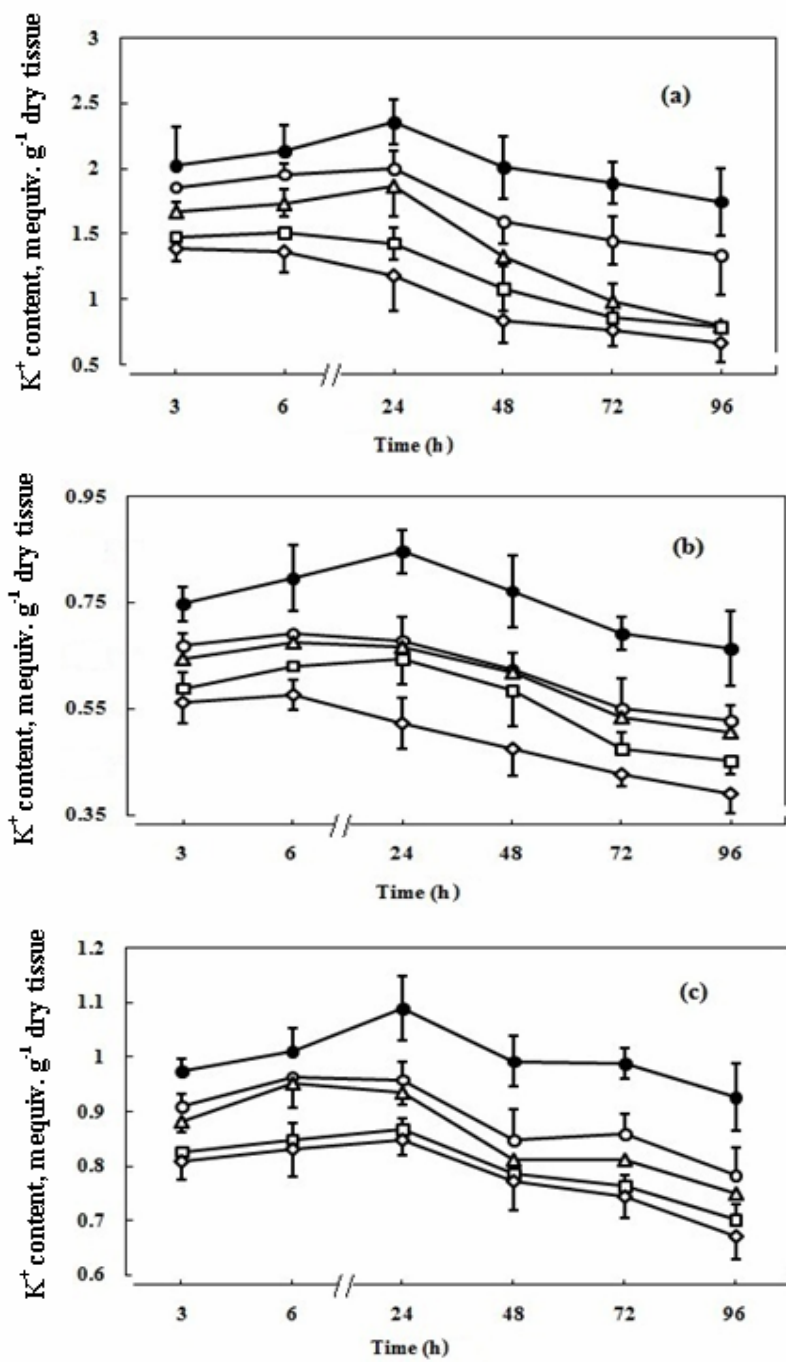 K⁺ content, mequiv. g⁻¹ dry tissue
3
2.5
2
1.5
1
0.5
(a)
3 6 // 24 48 72 96
Time (h)
K⁺ content, mequiv. g⁻¹ dry tissue
0.95
0.75
0.55
0.35
(b)
3 6 // 24 48 72 96
Time (h)
K⁺ content, mequiv. g⁻¹ dry tissue
1.2
1.1
1
0.9
0.8
0.7
0.6
(c)
3 6 // 24 48 72 96
Time (h)